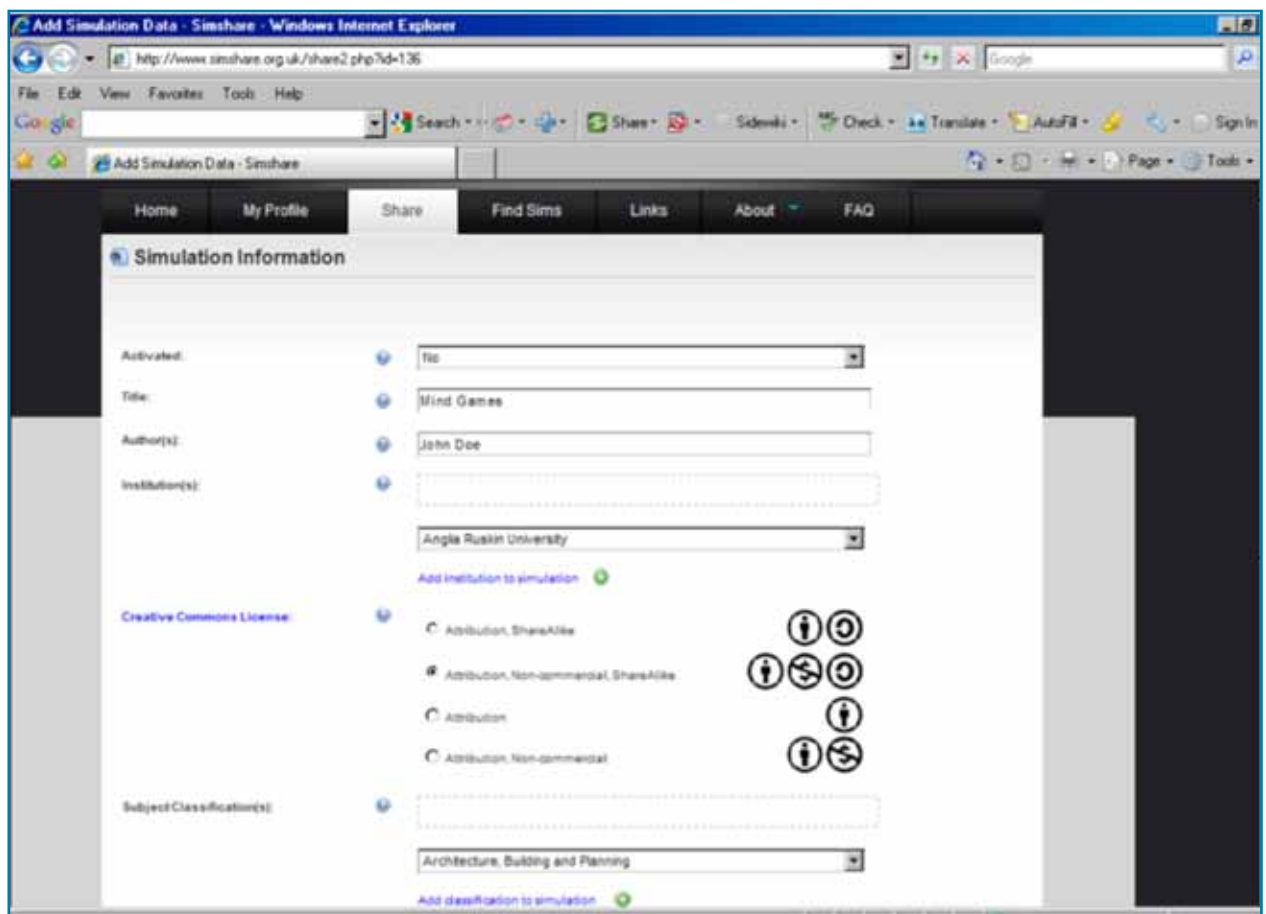 Add Simulation Data - Simshare - Windows Internet Explorer
http://www.simshare.org.uk/share2.php?id=136
Google
File Edit View Favorites Tools Help
Google Search Share Sidewiki Check Translate AutoFill Sign In
Add Simulation Data - Simshare Page Tools
Home My Profile Share Find Sims Links About FAQ
Simulation Information
Activated: No
Title: Mind Games
Author(s): John Doe
Institution(s):
Anglia Ruskin University
Add institution to simulation
Creative Commons License:
Attribution, ShareAlike
Attribution, Non-commercial, ShareAlike
Attribution
Attribution, Non-commercial
Subject Classification(s):
Architecture, Building and Planning
Add classification to simulation